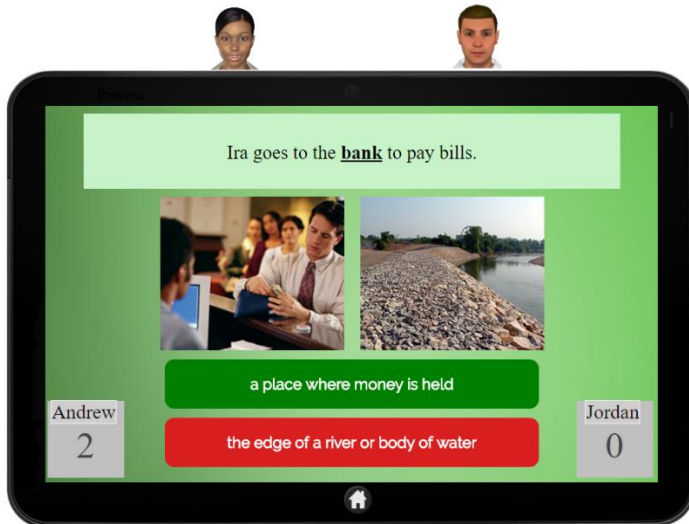 Process
Ira goes to the bank to pay bills.
a place where money is held
the edge of a river or body of water
Andrew
2
Jordan
0